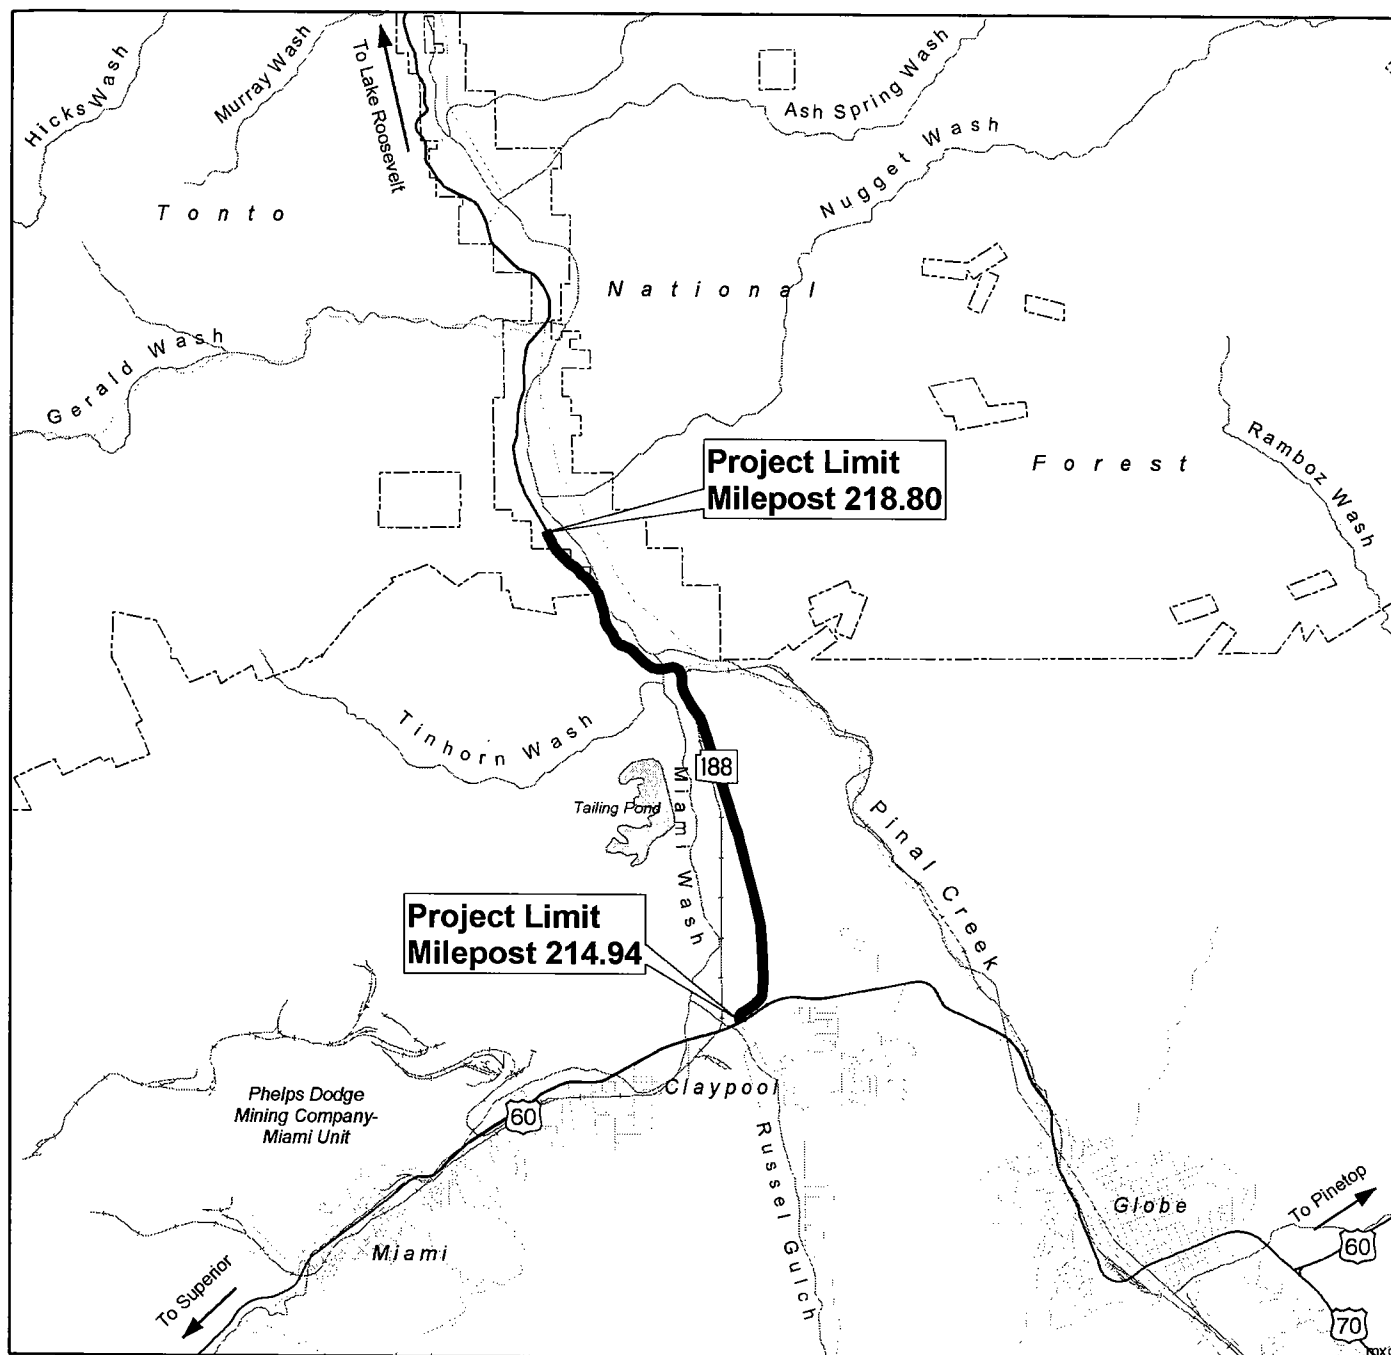 Hicks Wash
Murray Wash
To Lake Roosevelt
Ash Spring Wash
Nugget Wash
Tonto
National
Gerald Wash
Forest
Ramboz Wash
Project Limit
Milepost 218.80
Tinhorn Wash
188
Tailing Pond
Miami Wash
Pinal Creek
Project Limit
Milepost 214.94
Phelps Dodge
Mining Company-
Miami Unit
Claypool
60
Russel Gulch
Globe
To Pinetop
60
Miami
To Superior
70